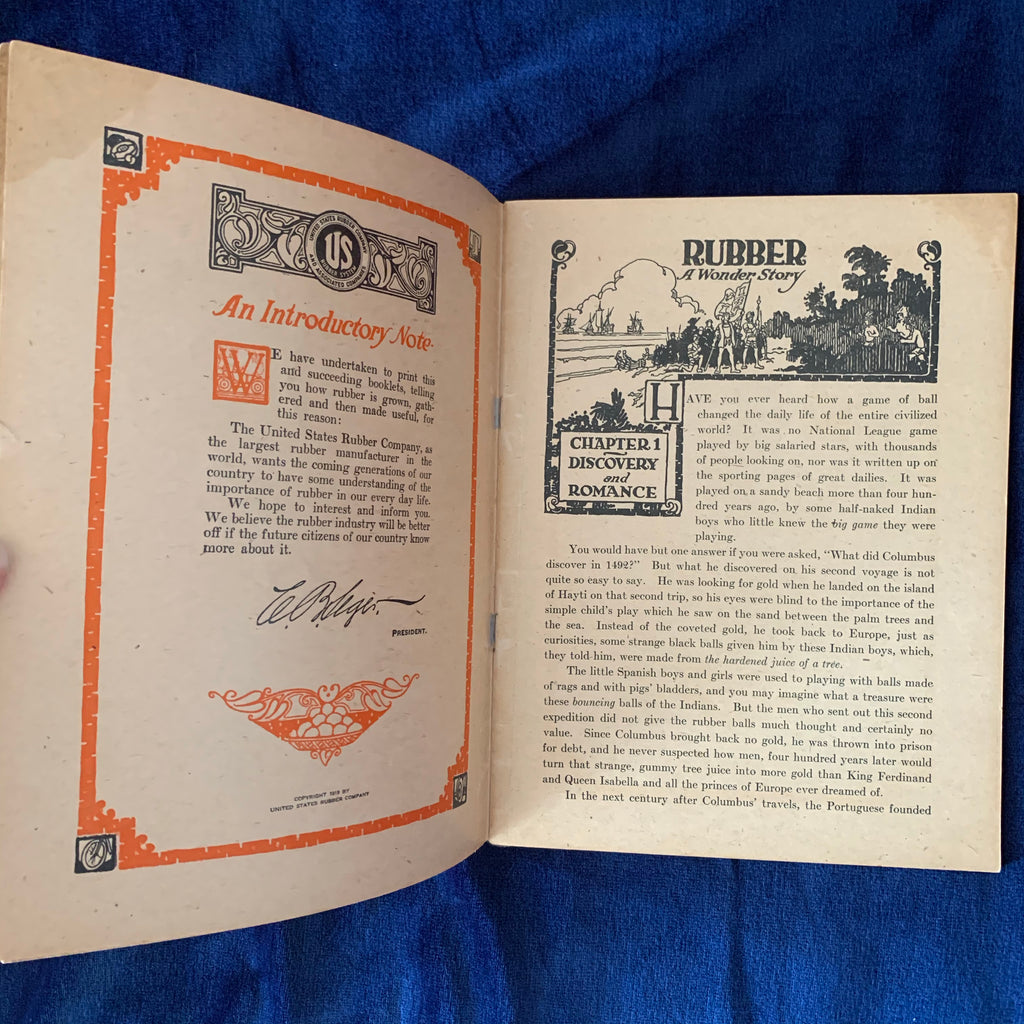 UNITED STATES RUBBER COMPANY
US
RUBBER SYSTEM
AND ASSOCIATED COMPANIES
An Introductory Note
WE have undertaken to print this
and succeeding booklets, telling
you how rubber is grown, gath-
ered and then made useful, for
this reason:
The United States Rubber Company, as
the largest rubber manufacturer in the
world, wants the coming generations of our
country to have some understanding of the
importance of rubber in our every day life.
We hope to interest and inform you.
We believe the rubber industry will be better
off if the future citizens of our country know
more about it.
PRESIDENT.
COPYRIGHT 1919 BY
UNITED STATES RUBBER COMPANY
RUBBER
A Wonder Story
CHAPTER 1
DISCOVERY
and
ROMANCE
HAVE you ever heard how a game of ball
changed the daily life of the entire civilized
world? It was no National League game
played by big salaried stars, with thousands
of people looking on, nor was it written up on
the sporting pages of great dailies. It was
played on a sandy beach more than four hun-
dred years ago, by some half-naked Indian
boys who little knew the big game they were
playing.
You would have but one answer if you were asked, “What did Columbus
discover in 1492?” But what he discovered on his second voyage is not
quite so easy to say. He was looking for gold when he landed on the island
of Hayti on that second trip, so his eyes were blind to the importance of the
simple child's play which he saw on the sand between the palm trees and
the sea. Instead of the coveted gold, he took back to Europe, just as
curiosities, some strange black balls given him by these Indian boys, which,
they told him, were made from the hardened juice of a tree.
The little Spanish boys and girls were used to playing with balls made
of rags and with pigs' bladders, and you may imagine what a treasure were
these bouncing balls of the Indians. But the men who sent out this second
expedition did not give the rubber balls much thought and certainly no
value. Since Columbus brought back no gold, he was thrown into prison
for debt, and he never suspected how men, four hundred years later would
turn that strange, gummy tree juice into more gold than King Ferdinand
and Queen Isabella and all the princes of Europe ever dreamed of.
In the next century after Columbus' travels, the Portuguese founded